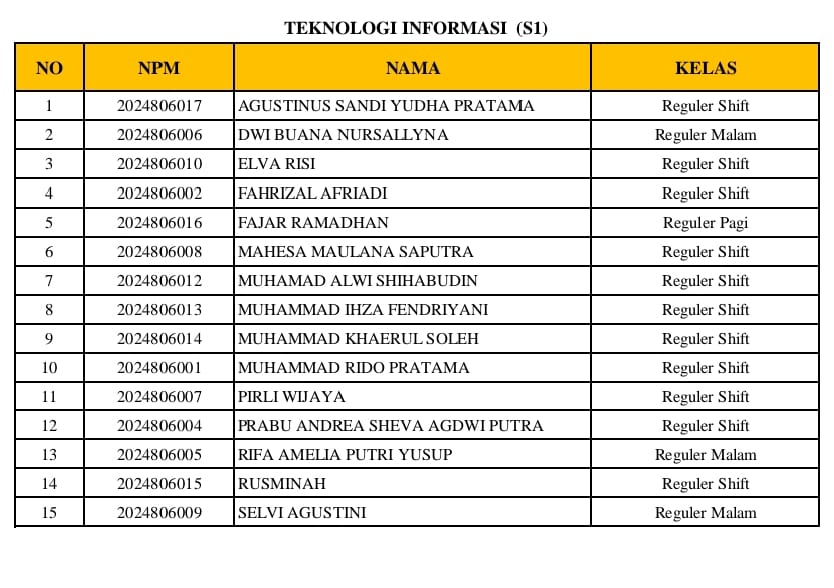 TEKNOLOGI INFORMASI (S1)
NO NPM NAMA KELAS
1 2024806017 AGUSTINUS SANDI YUDHA PRATAMA Reguler Shift
2 2024806006 DWI BUANA NURSALLYNA Reguler Malam
3 2024806010 ELVA RISI Reguler Shift
4 2024806002 FAHRIZAL AFRIADI Reguler Shift
5 2024806016 FAJAR RAMADHAN Reguler Pagi
6 2024806008 MAHESA MAULANA SAPUTRA Reguler Shift
7 2024806012 MUHAMAD ALWI SHIHABUDIN Reguler Shift
8 2024806013 MUHAMMAD IHZA FENDRIYANI Reguler Shift
9 2024806014 MUHAMMAD KHAERUL SOLEH Reguler Shift
10 2024806001 MUHAMMAD RIDO PRATAMA Reguler Shift
11 2024806007 PIRLI WIJAYA Reguler Shift
12 2024806004 PRABU ANDREA SHEVA AGDWI PUTRA Reguler Shift
13 2024806005 RIFA AMELIA PUTRI YUSUP Reguler Malam
14 2024806015 RUSMINAH Reguler Shift
15 2024806009 SELVI AGUSTINI Reguler Malam